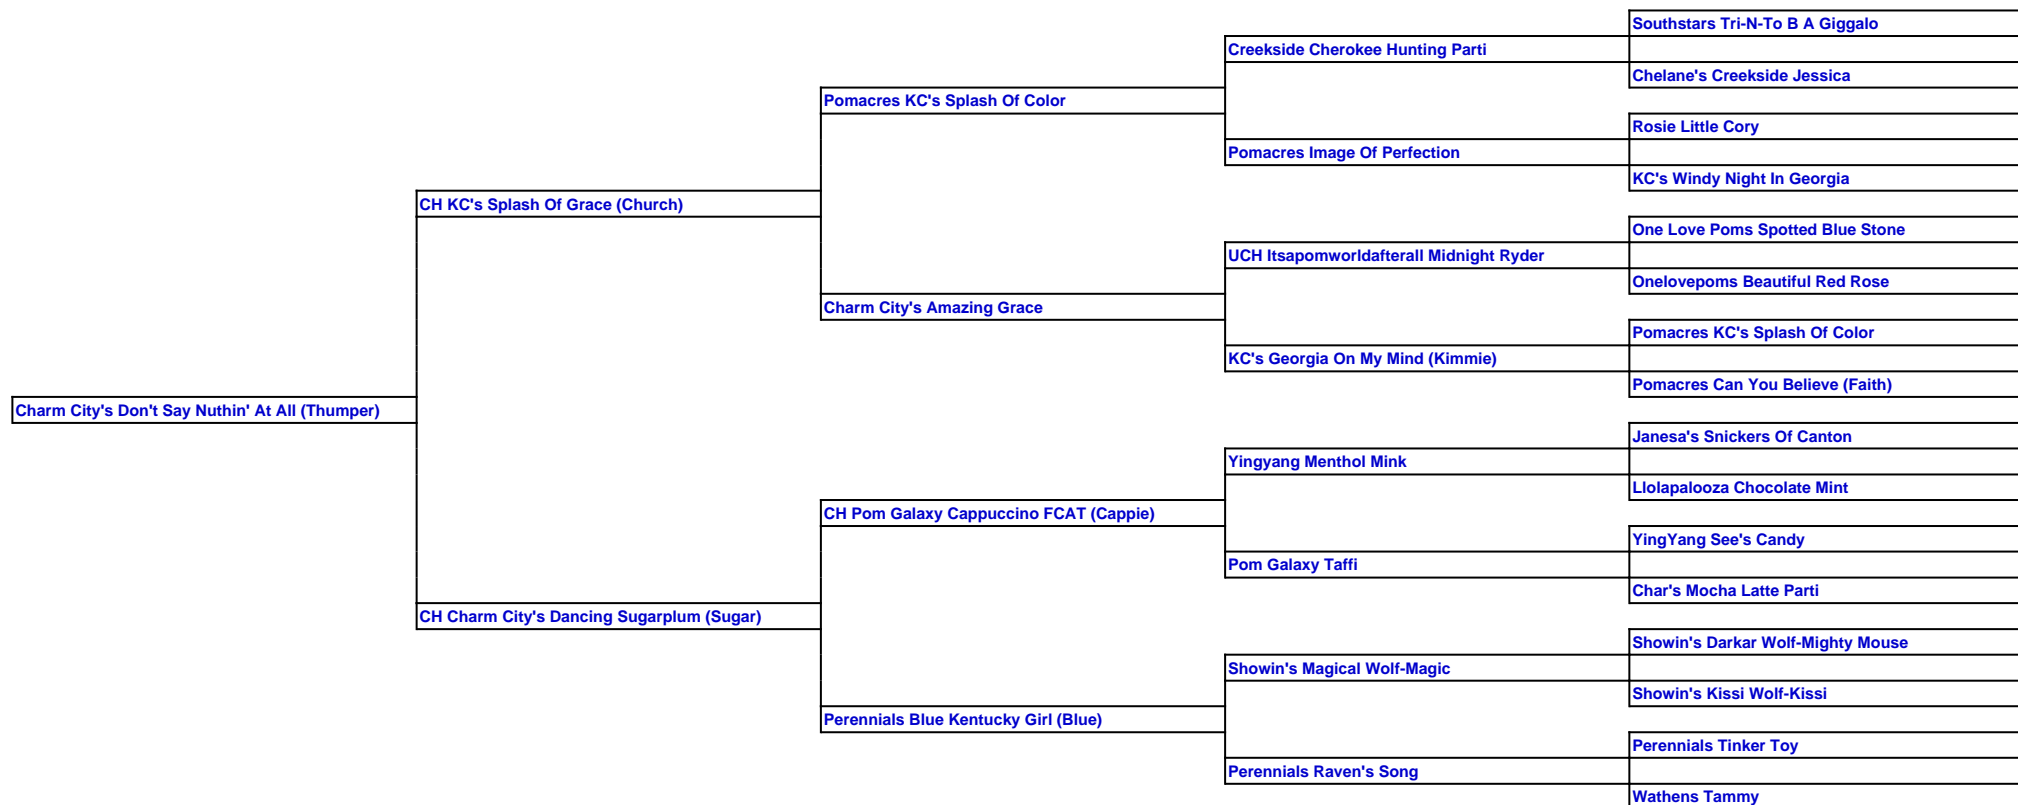 Southstars Tri-N-To B A Giggalo
Creekside Cherokee Hunting Parti
Chelane's Creekside Jessica
Pomacres KC's Splash Of Color
Rosie Little Cory
Pomacres Image Of Perfection
KC's Windy Night In Georgia
CH KC's Splash Of Grace (Church)
One Love Poms Spotted Blue Stone
UCH Itsapomworldafterall Midnight Ryder
Onelovepoms Beautiful Red Rose
Charm City's Amazing Grace
Pomacres KC's Splash Of Color
KC's Georgia On My Mind (Kimmie)
Pomacres Can You Believe (Faith)
Charm City's Don't Say Nuthin' At All (Thumper)
Janesa's Snickers Of Canton
Yingyang Menthol Mink
Llolapalooza Chocolate Mint
CH Pom Galaxy Cappuccino FCAT (Cappie)
YingYang See's Candy
Pom Galaxy Taffi
Char's Mocha Latte Parti
CH Charm City's Dancing Sugarplum (Sugar)
Showin's Darkar Wolf-Mighty Mouse
Showin's Magical Wolf-Magic
Showin's Kissi Wolf-Kissi
Perennials Blue Kentucky Girl (Blue)
Perennials Tinker Toy
Perennials Raven's Song
Wathens Tammy